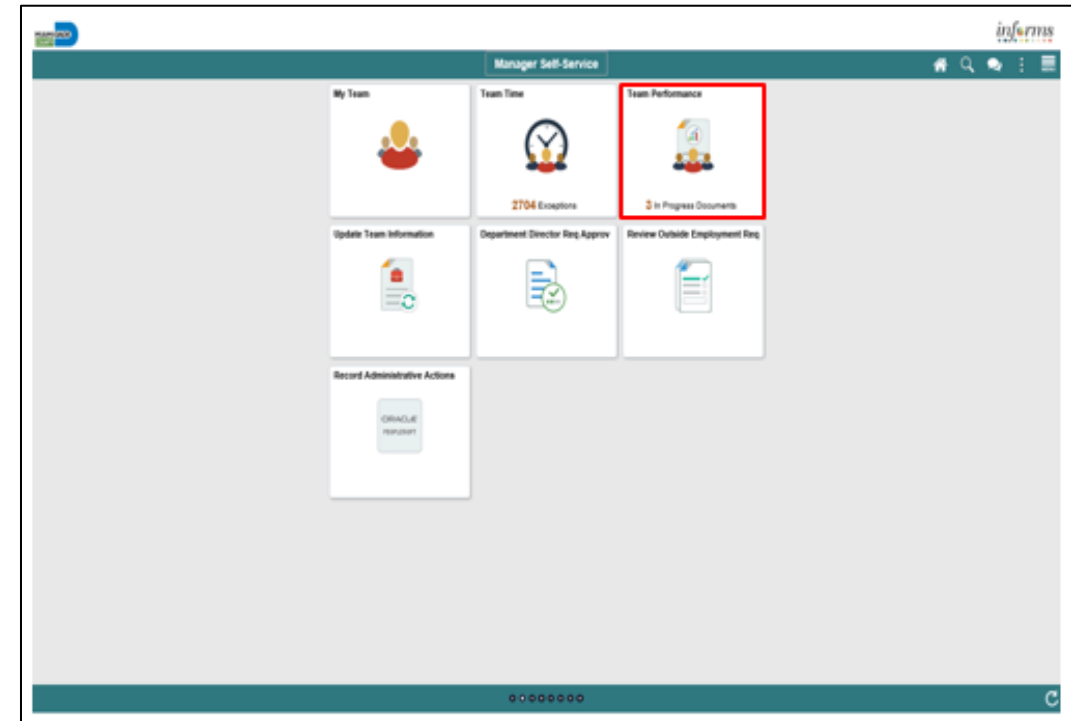 informs
Manager Self-Service
My Team
Team Time
Team Performance
2704 Exceptions
3 In Progress Documents
Update Team Information
Department Director Req Approv
Review Outside Employment Req
Record Administrative Actions
ORACLE
PEOPLESOFT